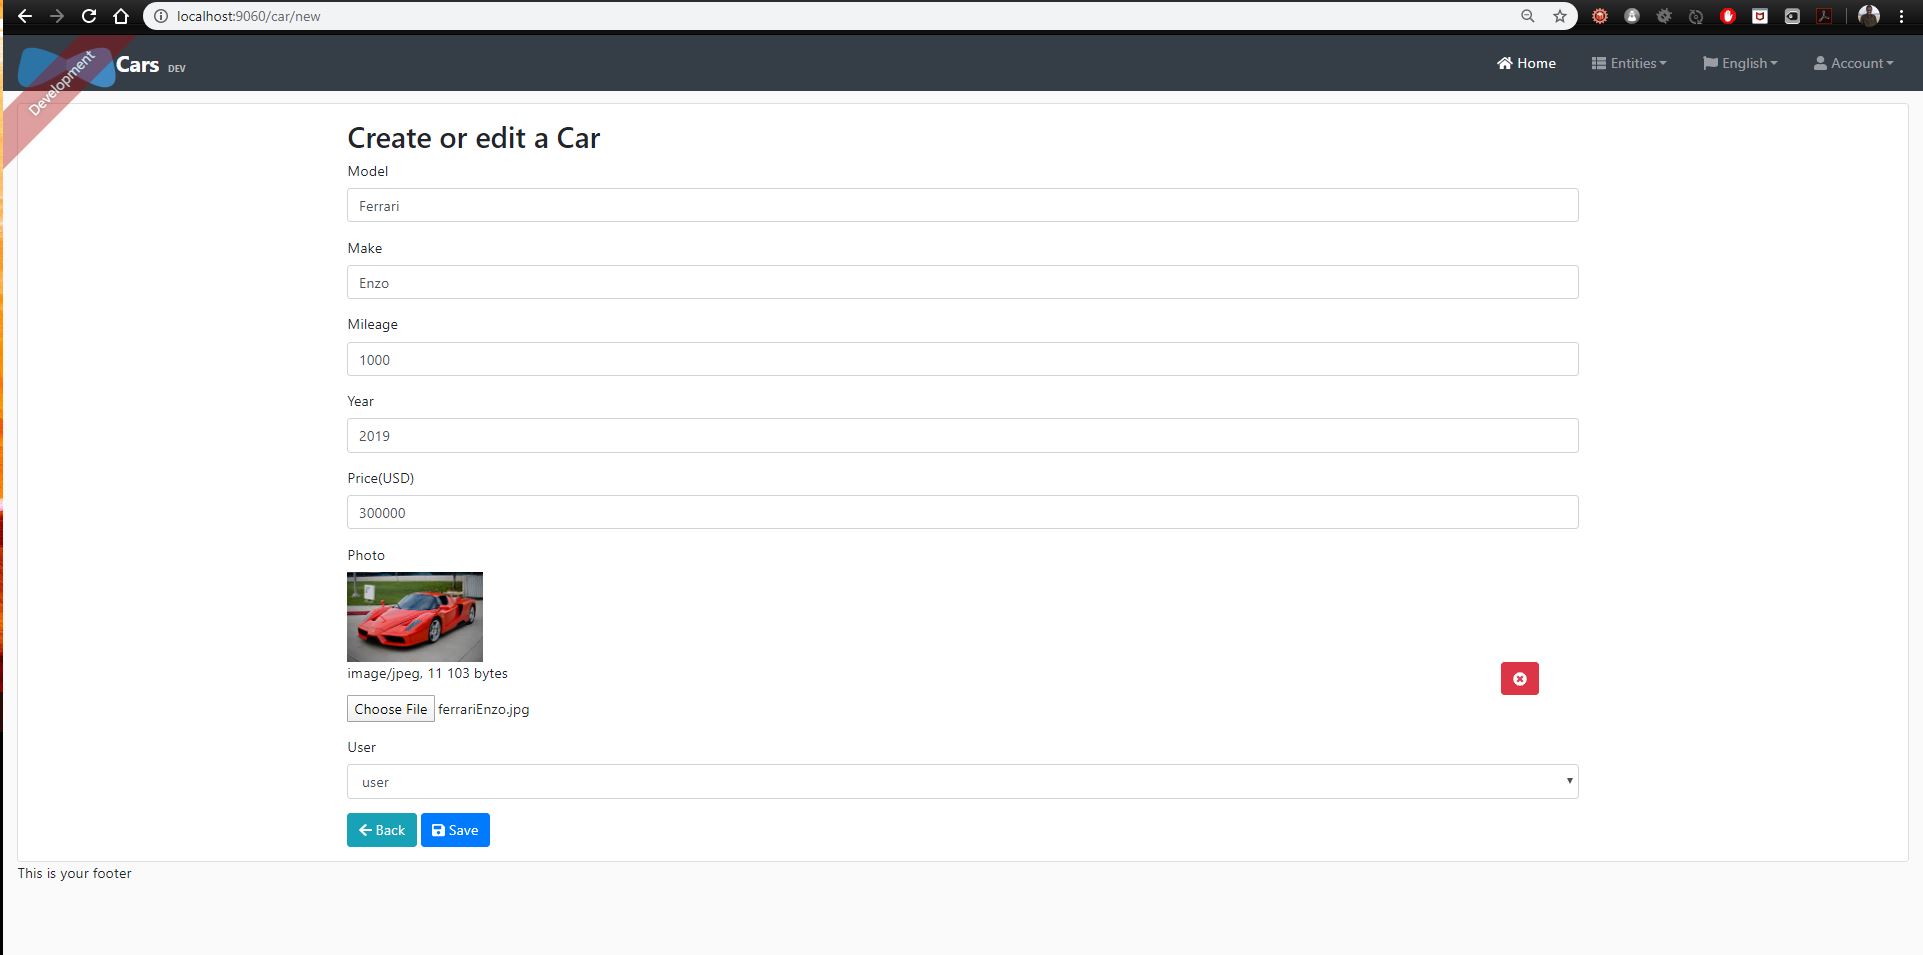 localhost:9060/car/new
Development
Cars DEV
Home Entities English Account
Create or edit a Car
Model
Ferrari
Make
Enzo
Mileage
1000
Year
2019
Price(USD)
300000
Photo
image/jpeg, 11 103 bytes
Choose File ferrariEnzo.jpg
User
user
Back Save
This is your footer